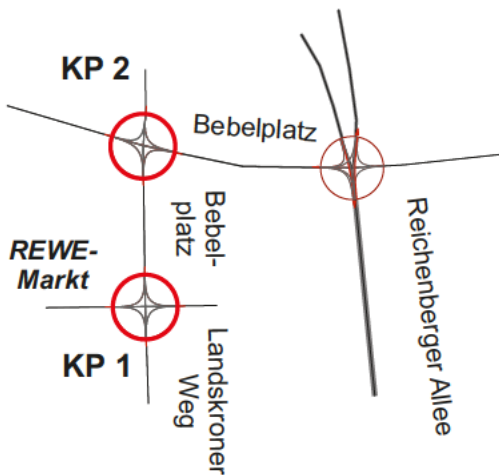 KP 2
Bebelplatz
Bebel-
platz
REWE-
Markt
KP 1
Landskroner
Weg
Reichenberger Allee